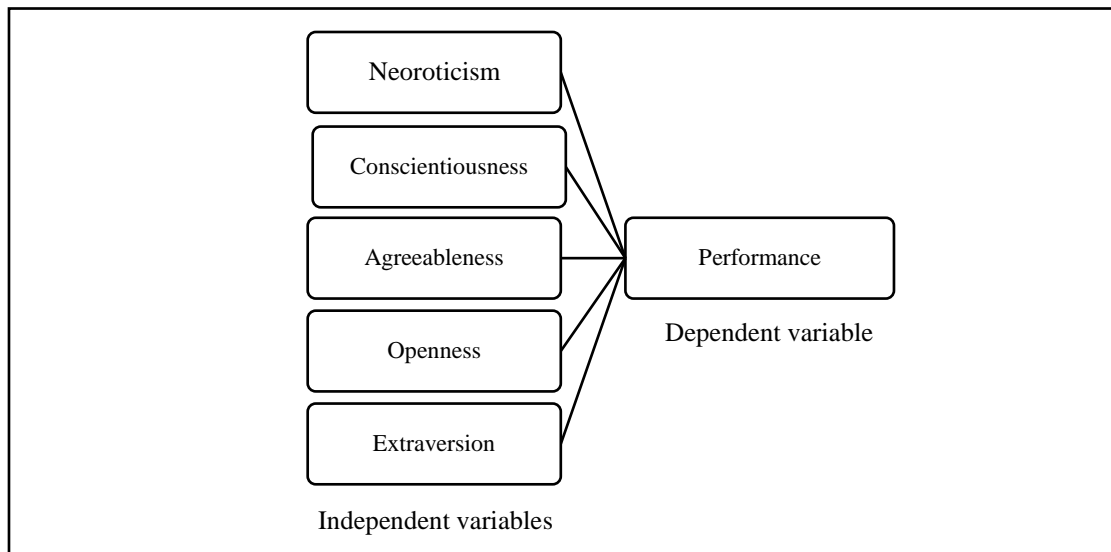 Neoroticism
Conscientiousness
Agreeableness
Openness
Extraversion
Independent variables
Performance
Dependent variable